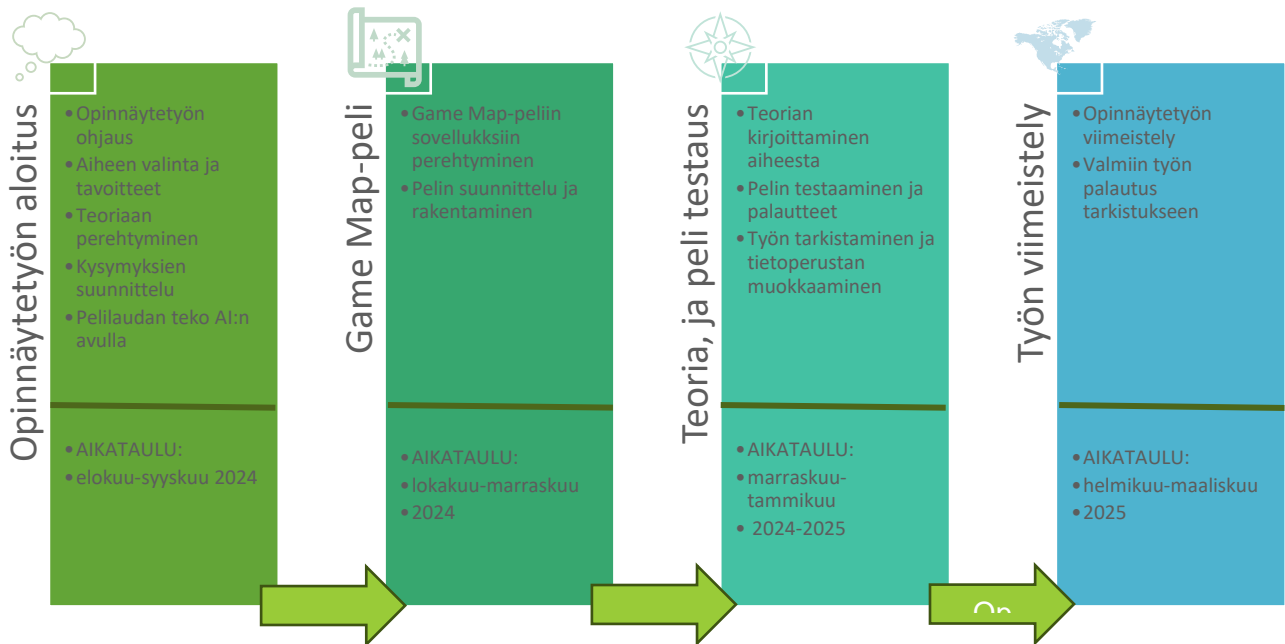 Opinnäytetyön aloitus
• Opinnäytetyön
ohjaus
• Aiheen valinta ja
tavoitteet
• Teoriaan
perehtyminen
• Kysymyksien
suunnittelu
• Pelilaudan teko AI:n
avulla
• AIKATAULU:
• elokuu-syyskuu 2024
Game Map-peli
• Game Map-peliin
sovellukksiin
perehtyminen
• Pelin suunnittelu ja
rakentaminen
• AIKATAULU:
• lokakuu-marraskuu
• 2024
Teoria, ja peli testaus
• Teorian
kirjoittaminen
aiheesta
• Pelin testaaminen ja
palautteet
• Työn tarkistaminen ja
tietoperustan
muokkaaminen
• AIKATAULU:
• marraskuu-
tammikuu
• 2024-2025
Työn viimeistely
• Opinnäytetyön
viimeistely
• Valmiin työn
palautus
tarkistukseen
• AIKATAULU:
• helmikuu-maaliskuu
• 2025